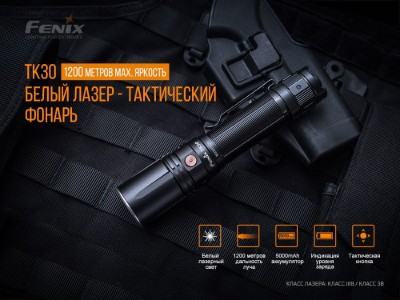 FENIX
TK30 1200 МЕТРОВ MAX. ЯРКОСТЬ
БЕЛЫЙ ЛАЗЕР - ТАКТИЧЕСКИЙ
ФОНАРЬ
Белый
лазерный
свет
1200 метров
дальность
луча
5000mAh
аккумулятор
Индикация
уровня
заряда
Тактическая
кнопка
КЛАСС ЛАЗЕРА: КЛАСС IIIB / КЛАСС 3B